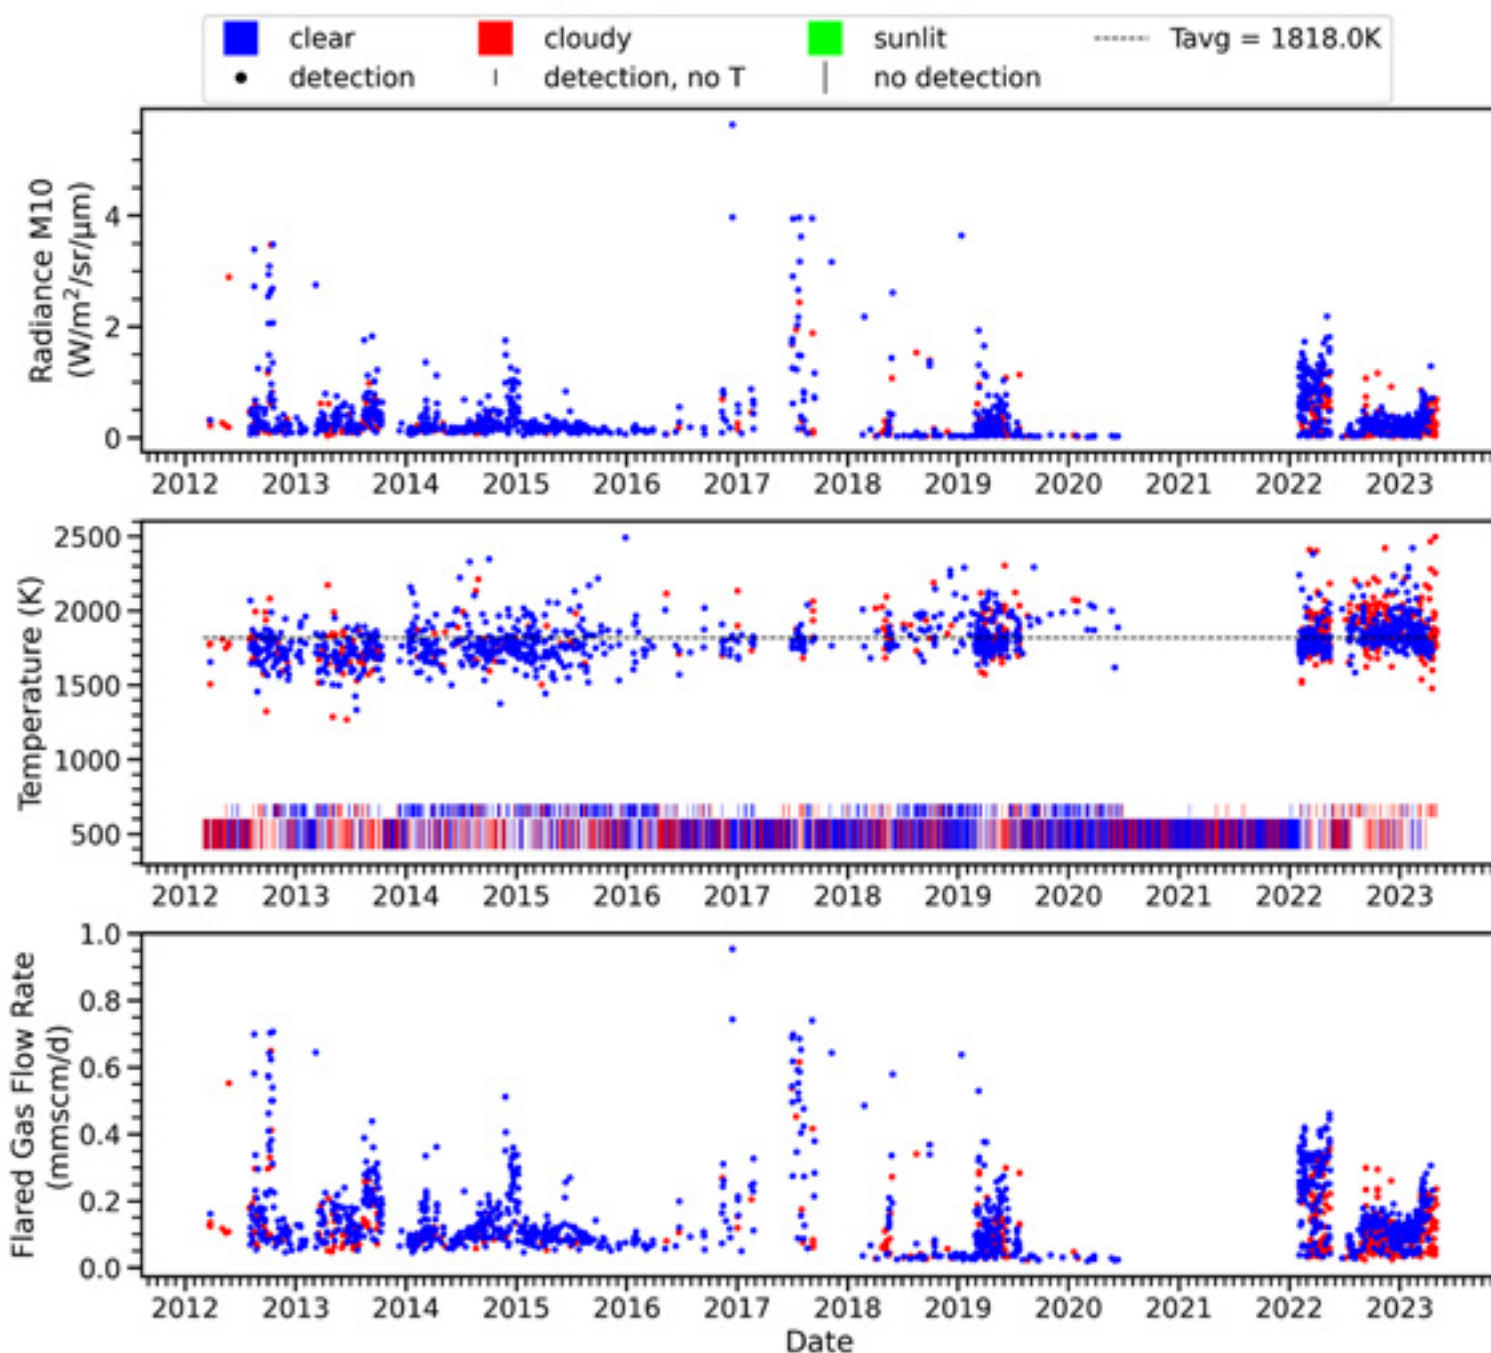 clear cloudy sunlit Tavg = 1818.0K
detection detection, no T no detection
Radiance M10
(W/m²/sr/μm)
4
2
0
2012 2013 2014 2015 2016 2017 2018 2019 2020 2021 2022 2023
Temperature (K)
2500
2000
1500
1000
500
2012 2013 2014 2015 2016 2017 2018 2019 2020 2021 2022 2023
Flared Gas Flow Rate
(mmscm/d)
1.0
0.8
0.6
0.4
0.2
0.0
2012 2013 2014 2015 2016 2017 2018 2019 2020 2021 2022 2023
Date